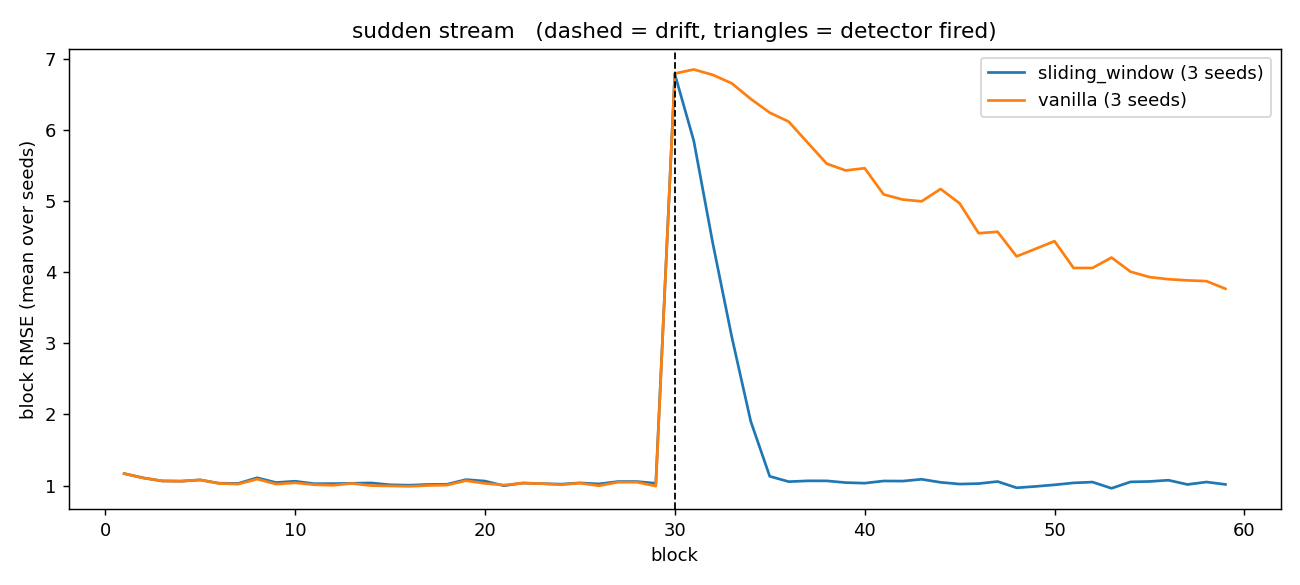 sudden stream   (dashed = drift, triangles = detector fired)
sliding_window (3 seeds)
vanilla (3 seeds)
block RMSE (mean over seeds)
7
6
5
4
3
2
1
0 10 20 30 40 50 60
block